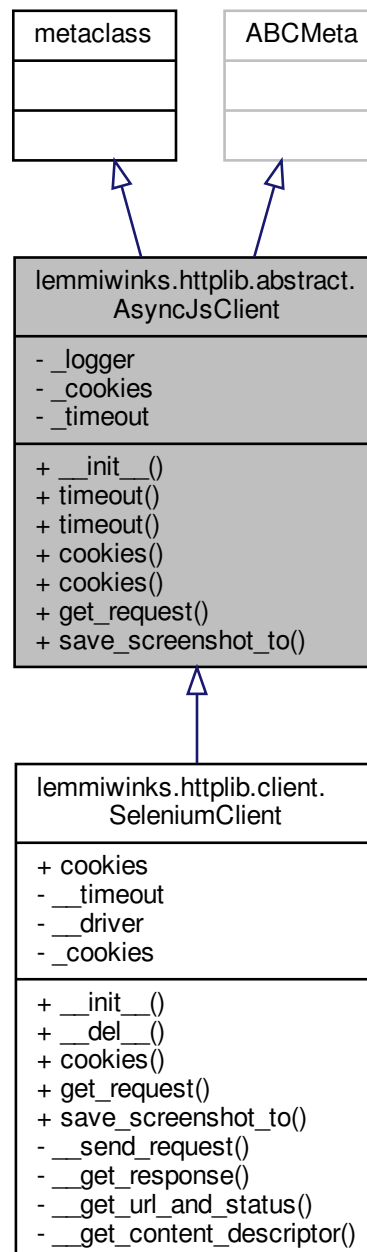 metaclass
ABCMeta
lemmiwinks.httplib.abstract.
AsyncJsClient
- _logger
- _cookies
- _timeout
+ __init__()
+ timeout()
+ timeout()
+ cookies()
+ cookies()
+ get_request()
+ save_screenshot_to()
lemmiwinks.httplib.client.
SeleniumClient
+ cookies
- __timeout
- __driver
- _cookies
+ __init__()
+ __del__()
+ cookies()
+ get_request()
+ save_screenshot_to()
- __send_request()
- __get_response()
- __get_url_and_status()
- __get_content_descriptor()